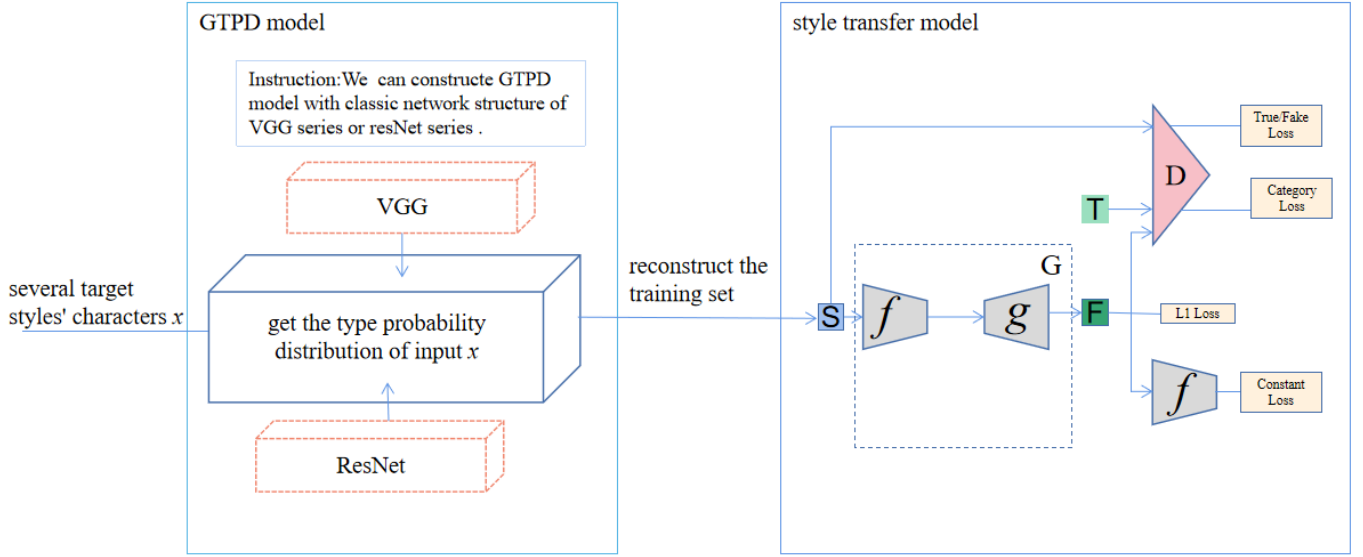 GTPD model
Instruction:We can constructe GTPD
model with classic network structure of
VGG series or resNet series .
VGG
several target
styles' characters x
get the type probability
distribution of input x
ResNet
reconstruct the
training set
style transfer model
True/Fake
Loss
D
Category
Loss
T
G
S
f
g
F
L1 Loss
f
Constant
Loss